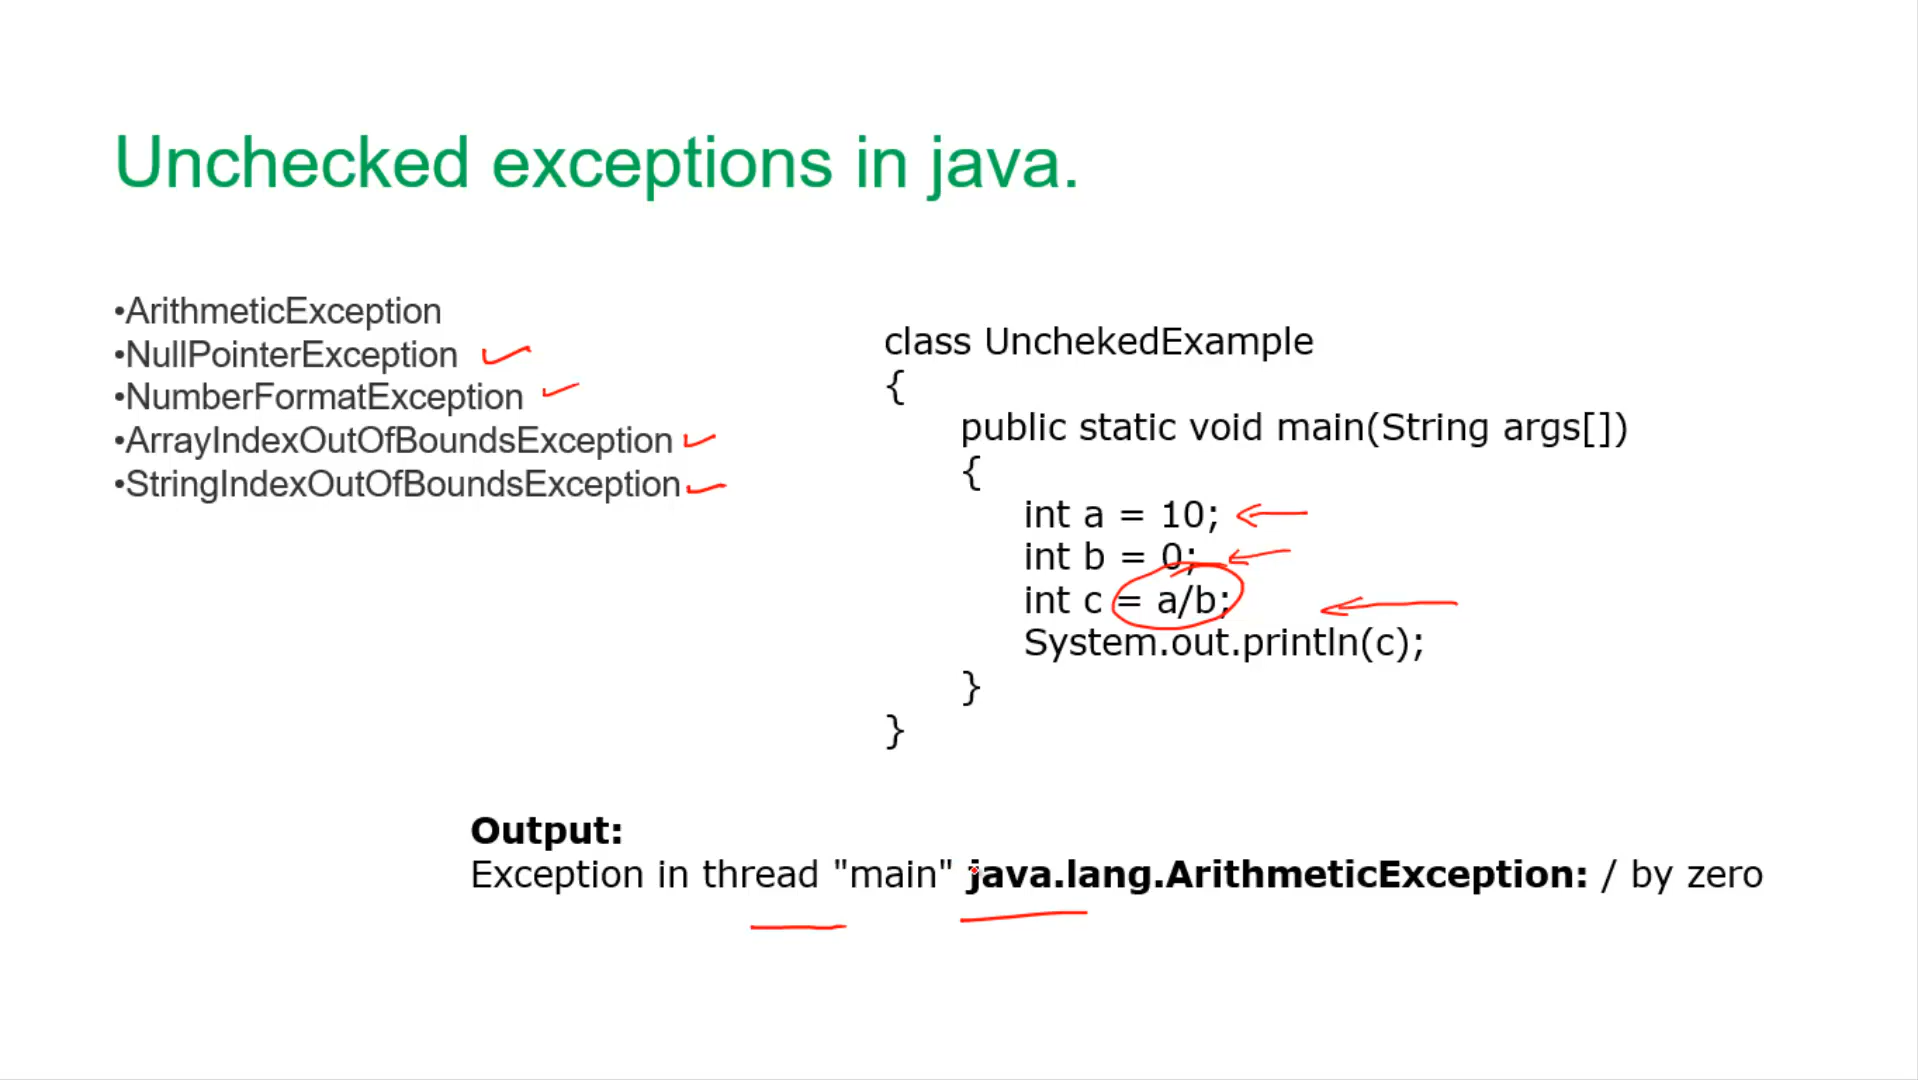 Unchecked exceptions in java.
•ArithmeticException
•NullPointerException
•NumberFormatException
•ArrayIndexOutOfBoundsException
•StringIndexOutOfBoundsException
class UnchekedExample
{
public static void main(String args[])
{
int a = 10;
int b = 0;
int c = a/b;
System.out.println(c);
}
}
Output:
Exception in thread "main" java.lang.ArithmeticException: / by zero